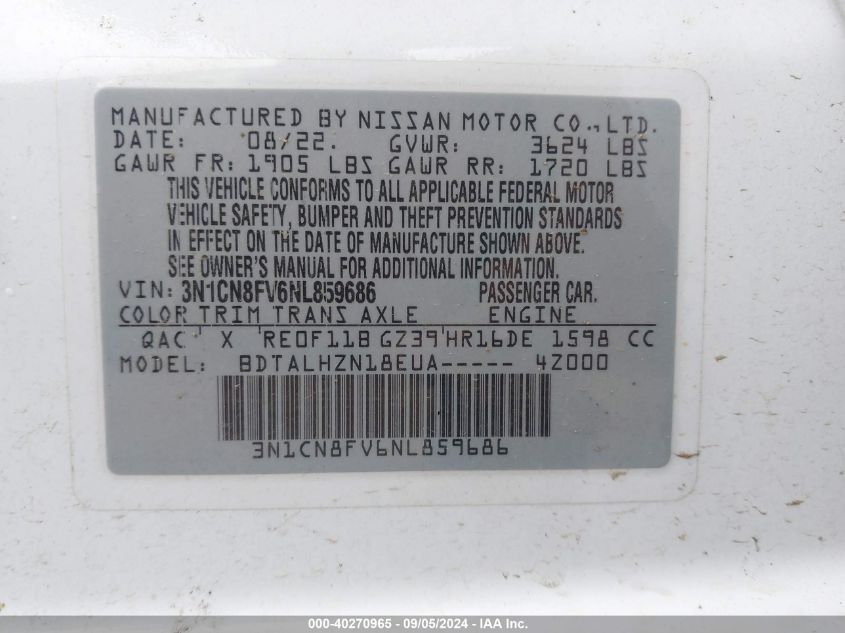 MANUFACTURED BY NISSAN MOTOR CO., LTD.
DATE: 08/22. GVWR: 3624 LBS
GAWR FR: 1905 LBS GAWR RR: 1720 LBS
THIS VEHICLE CONFORMS TO ALL APPLICABLE FEDERAL MOTOR
VEHICLE SAFETY, BUMPER AND THEFT PREVENTION STANDARDS
IN EFFECT ON THE DATE OF MANUFACTURE SHOWN ABOVE.
SEE OWNER'S MANUAL FOR ADDITIONAL INFORMATION.
VIN: 3N1CN8FV6NL859686 PASSENGER CAR.
COLOR TRIM TRANS AXLE ENGINE
QAC X RE0F11B GZ39 HR16DE 1598 CC
MODEL: BDTALHZN18EUA----- 4Z000
3N1CN8FV6NL859686
000-40270965 - 09/05/2024 - IAA Inc.